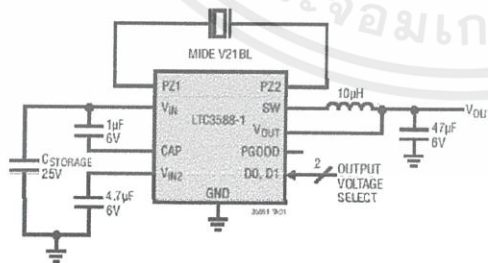 MIDE V21BL
PZ1
PZ2
VIN
SW
10µH
VOUT
LTC3588-1
VOUT
1µF
6V
CAP
PGOOD
47µF
6V
CSTORAGE
25V
VIN2
D0, D1
2
OUTPUT
VOLTAGE
SELECT
4.7µF
6V
GND